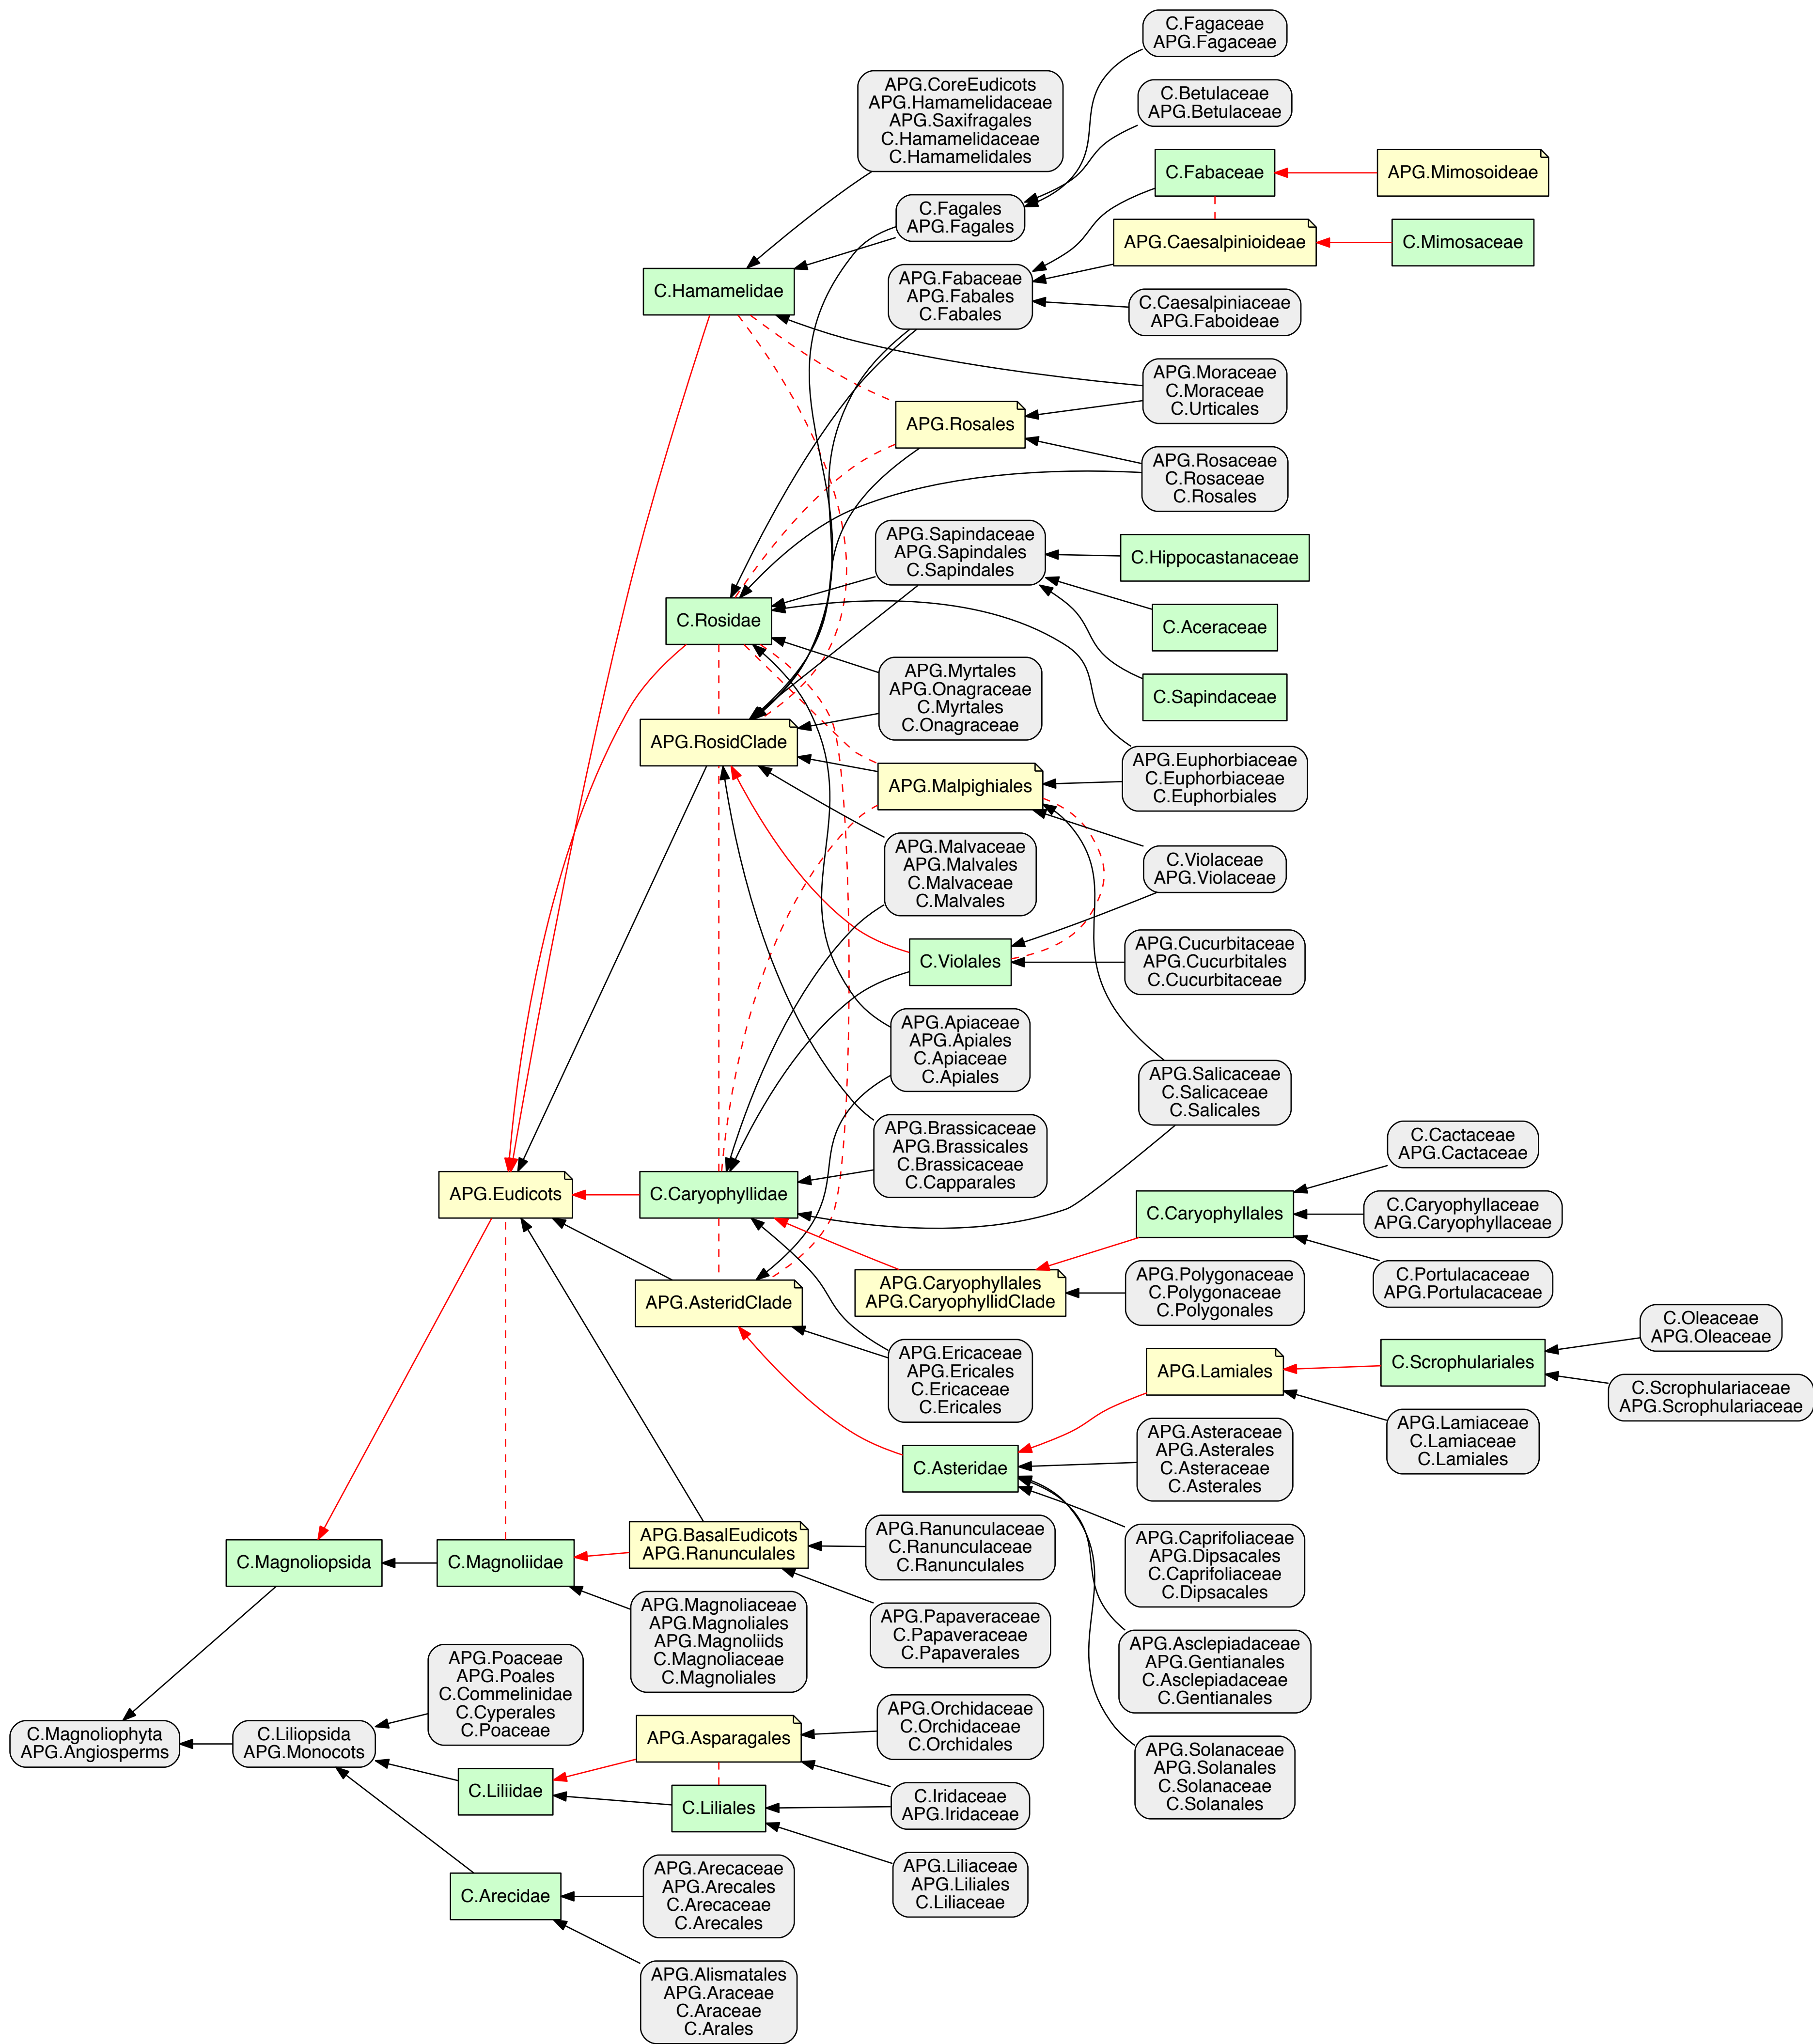 C.Fagaceae
APG.Fagaceae
APG.CoreEudicots
APG.Hamamelidaceae
APG.Saxifragales
C.Hamamelidaceae
C.Hamamelidales
C.Betulaceae
APG.Betulaceae
C.Fabaceae
APG.Mimosoideae
C.Fagales
APG.Fagales
APG.Caesalpinioideae
C.Mimosaceae
C.Hamamelidae
APG.Fabaceae
APG.Fabales
C.Fabales
C.Caesalpiniaceae
APG.Faboideae
APG.Moraceae
C.Moraceae
C.Urticales
APG.Rosales
APG.Rosaceae
C.Rosaceae
C.Rosales
APG.Sapindaceae
APG.Sapindales
C.Sapindales
C.Hippocastanaceae
C.Rosidae
C.Aceraceae
APG.Myrtales
APG.Onagraceae
C.Myrtales
C.Onagraceae
C.Sapindaceae
APG.RosidClade
APG.Malpighiales
APG.Euphorbiaceae
C.Euphorbiaceae
C.Euphorbiales
APG.Malvaceae
APG.Malvales
C.Malvaceae
C.Malvales
C.Violaceae
APG.Violaceae
C.Violales
APG.Cucurbitaceae
APG.Cucurbitales
C.Cucurbitaceae
APG.Apiaceae
APG.Apiales
C.Apiaceae
C.Apiales
APG.Salicaceae
C.Salicaceae
C.Salicales
APG.Brassicaceae
APG.Brassicales
C.Brassicaceae
C.Capparales
C.Cactaceae
APG.Cactaceae
APG.Eudicots
C.Caryophyllidae
C.Caryophyllales
C.Caryophyllaceae
APG.Caryophyllaceae
APG.AsteridClade
APG.Caryophyllales
APG.CaryophyllidClade
APG.Polygonaceae
C.Polygonaceae
C.Polygonales
C.Portulacaceae
APG.Portulacaceae
C.Oleaceae
APG.Oleaceae
APG.Ericaceae
APG.Ericales
C.Ericaceae
C.Ericales
APG.Lamiales
C.Scrophulariales
C.Scrophulariaceae
APG.Scrophulariaceae
APG.Lamiaceae
C.Lamiaceae
C.Lamiales
C.Asteridae
APG.Asteraceae
APG.Asterales
C.Asteraceae
C.Asterales
C.Magnoliopsida
C.Magnoliidae
APG.BasalEudicots
APG.Ranunculales
APG.Ranunculaceae
C.Ranunculaceae
C.Ranunculales
APG.Caprifoliaceae
APG.Dipsacales
C.Caprifoliaceae
C.Dipsacales
APG.Magnoliaceae
APG.Magnoliales
APG.Magnoliids
C.Magnoliaceae
C.Magnoliales
APG.Papaveraceae
C.Papaveraceae
C.Papaverales
APG.Asclepiadaceae
APG.Gentianales
C.Asclepiadaceae
C.Gentianales
APG.Poaceae
APG.Poales
C.Commelinidae
C.Cyperales
C.Poaceae
C.Magnoliophyta
APG.Angiosperms
C.Liliopsida
APG.Monocots
APG.Asparagales
APG.Orchidaceae
C.Orchidaceae
C.Orchidales
APG.Solanaceae
APG.Solanales
C.Solanaceae
C.Solanales
C.Liliidae
C.Liliales
C.Iridaceae
APG.Iridaceae
C.Arecidae
APG.Arecaceae
APG.Arecales
C.Arecaceae
C.Arecales
APG.Liliaceae
APG.Liliales
C.Liliaceae
APG.Alismatales
APG.Araceae
C.Araceae
C.Arales